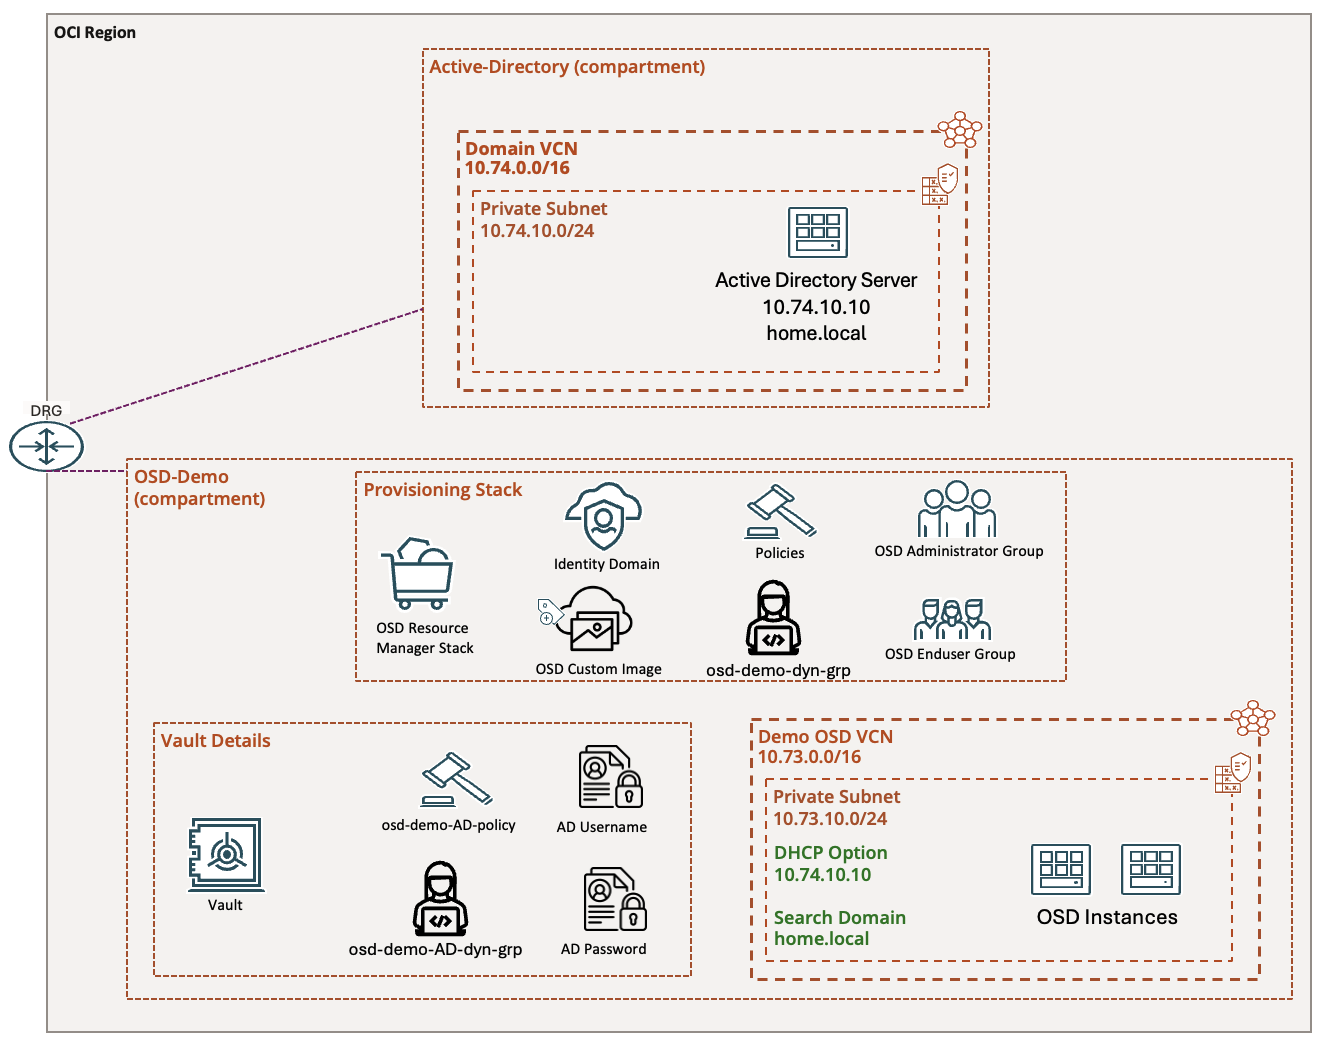 OCI Region
Active-Directory (compartment)
Domain VCN
10.74.0.0/16
Private Subnet
10.74.10.0/24
Active Directory Server
10.74.10.10
home.local
DRG
OSD-Demo
(compartment)
Provisioning Stack
Identity Domain
Policies
OSD Administrator Group
OSD Resource
Manager Stack
OSD Custom Image
osd-demo-dyn-grp
OSD Enduser Group
Vault Details
osd-demo-AD-policy
AD Username
Vault
osd-demo-AD-dyn-grp
AD Password
Demo OSD VCN
10.73.0.0/16
Private Subnet
10.73.10.0/24
DHCP Option
10.74.10.10
Search Domain
home.local
OSD Instances